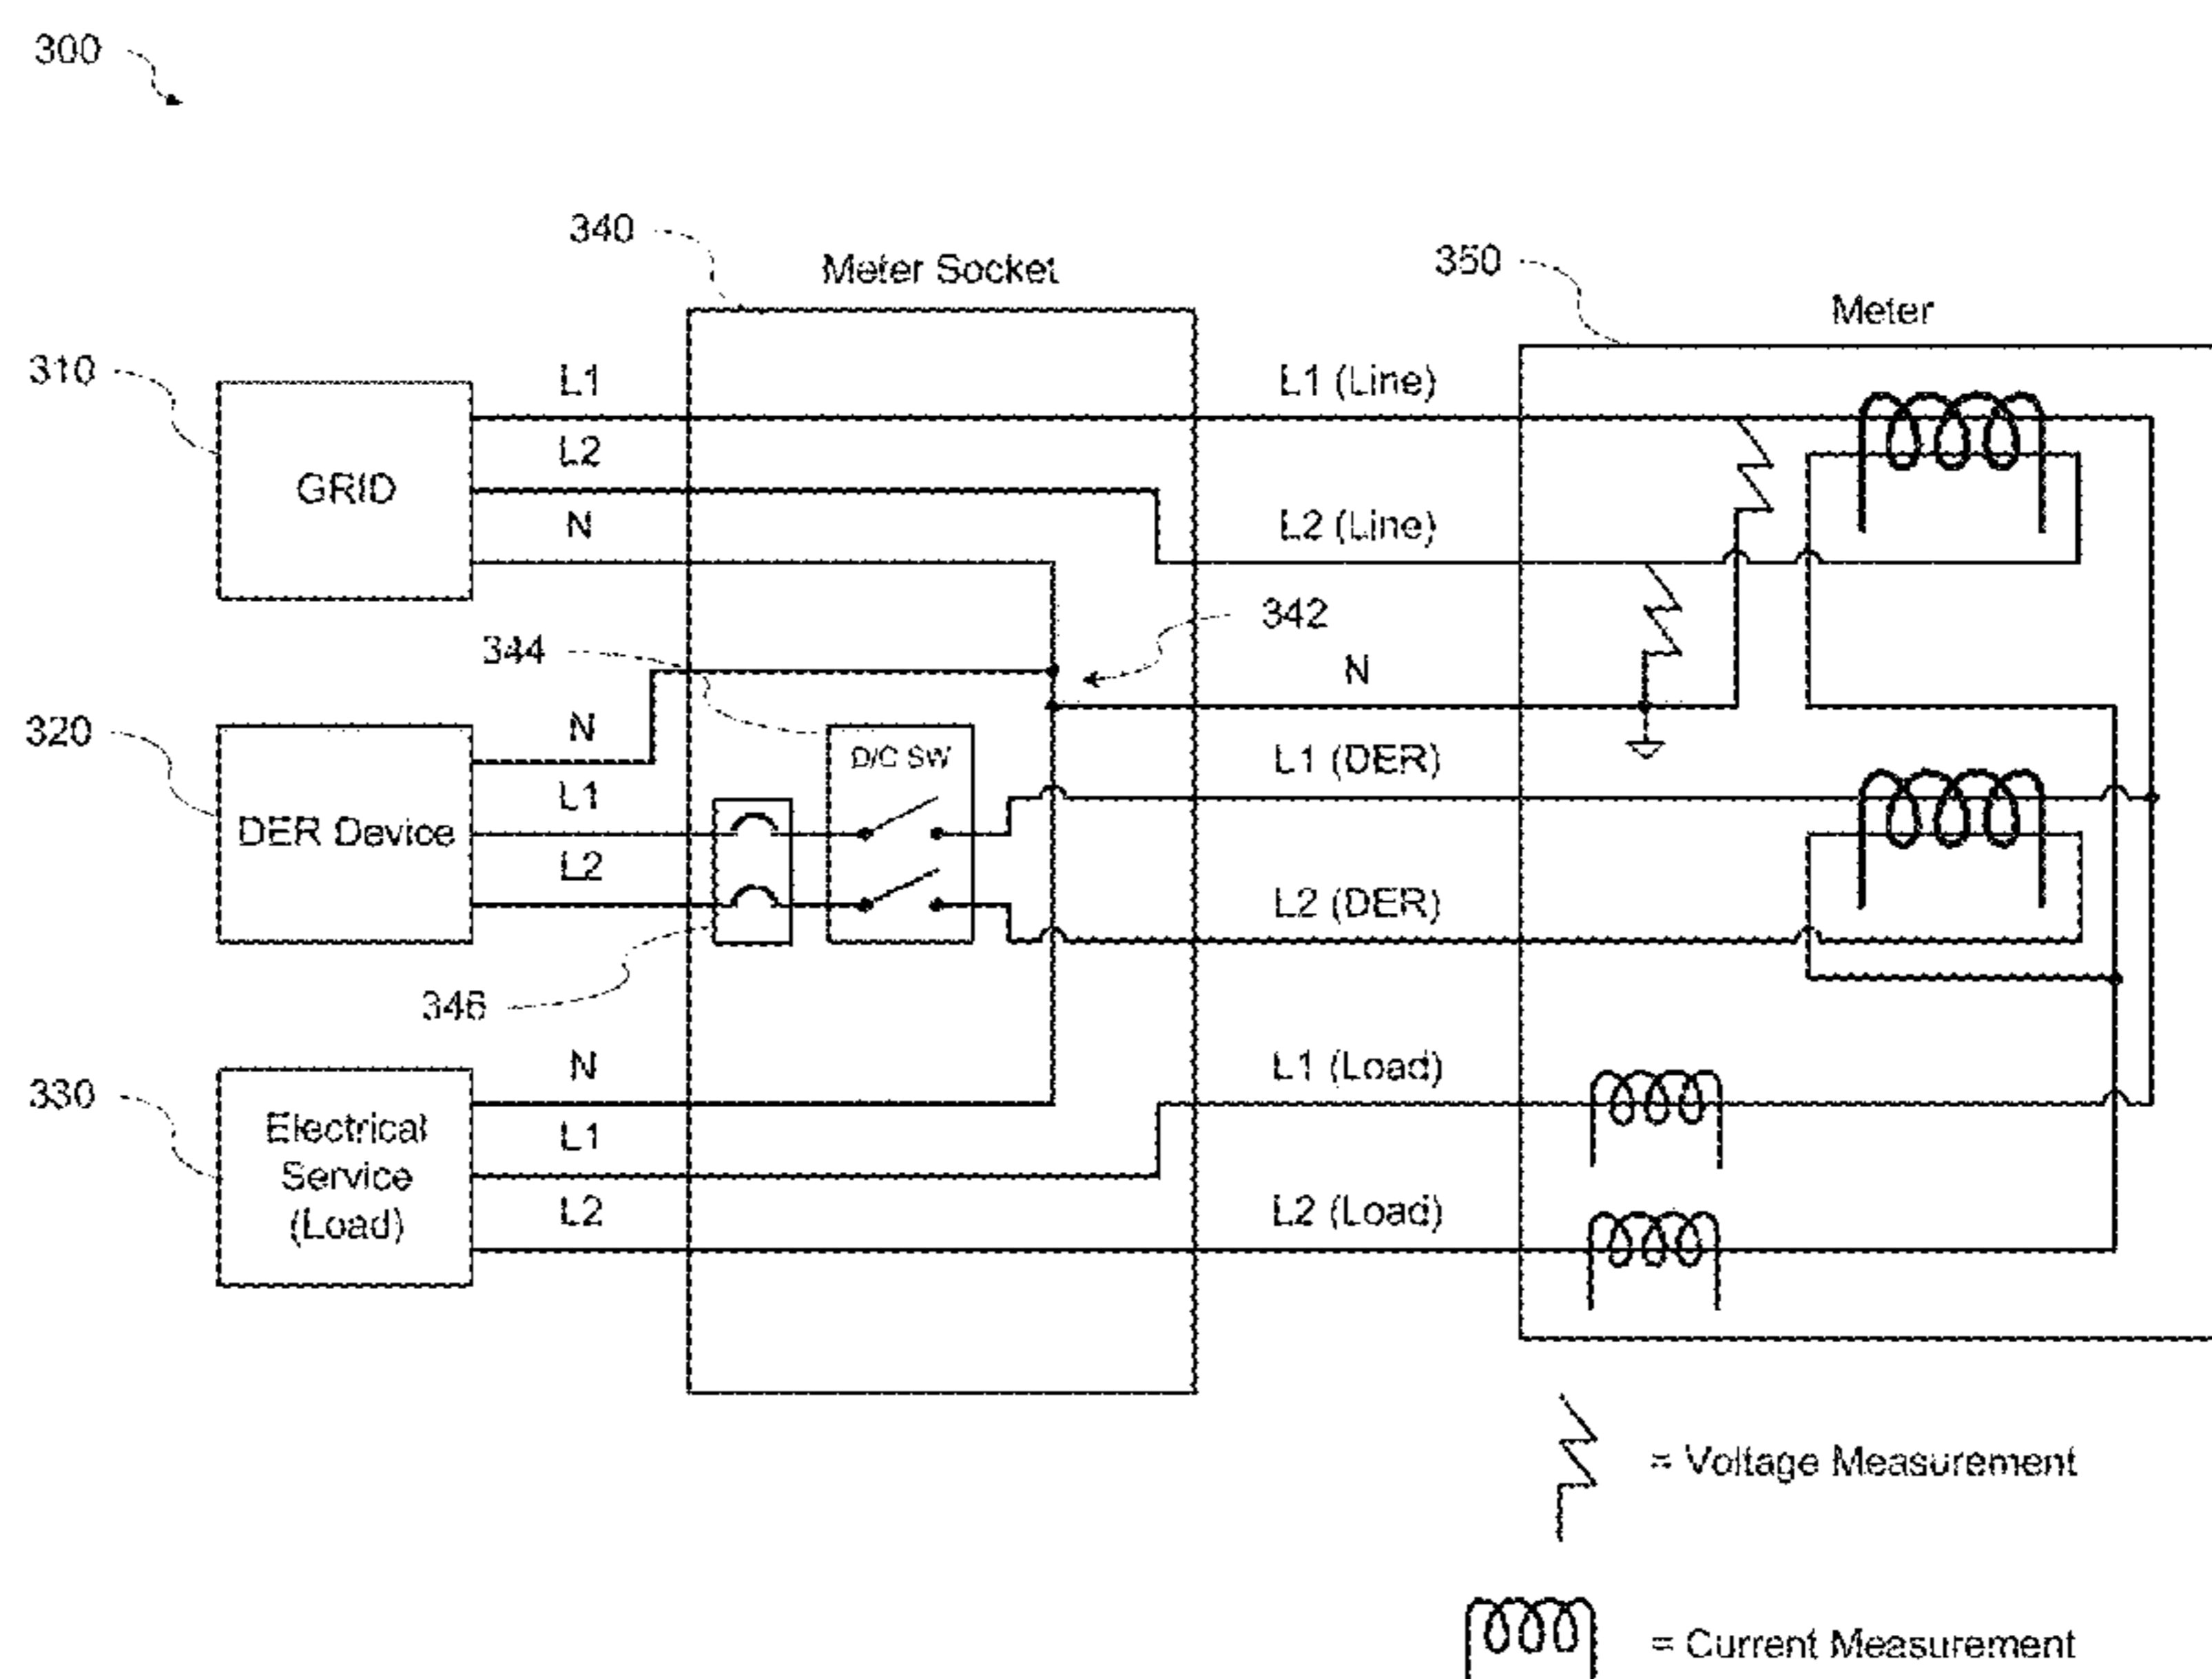 300
340
Meter Socket
350
Meter
310
L1
L1 (Line)
L2
GRID
N
L2 (Line)
342
344
N
320
N
D/C SW
L1 (DER)
L1
DER Device
L2
L2 (DER)
346
N
L1 (Load)
330
Electrical
Service
(Load)
L1
L2
L2 (Load)
= Voltage Measurement
= Current Measurement